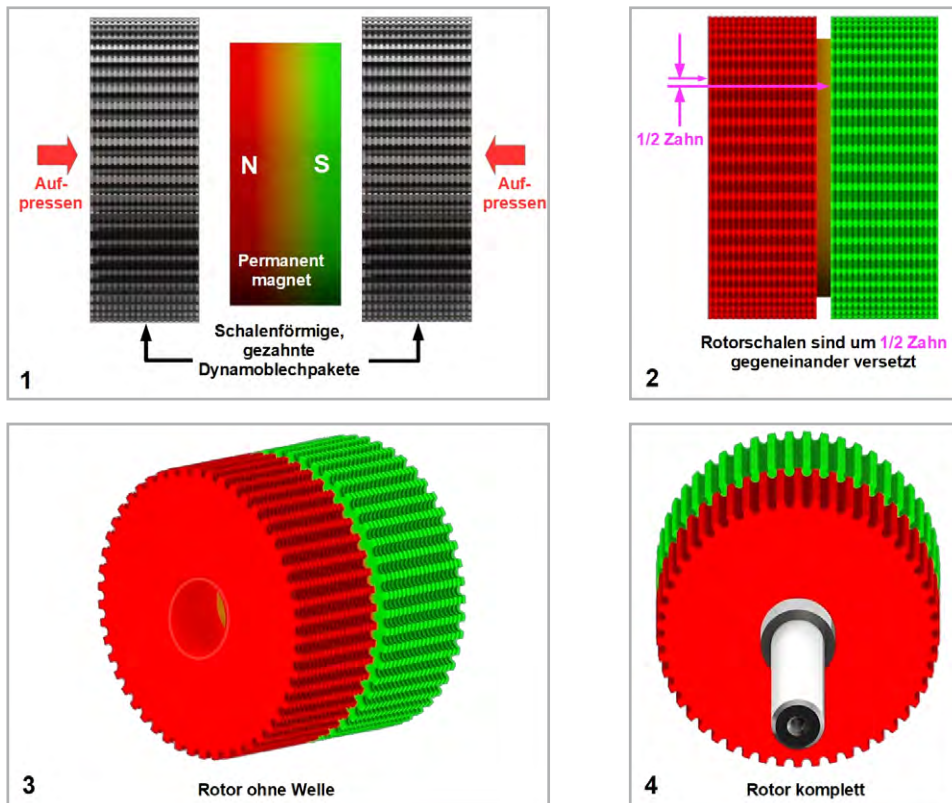 Auf-
pressen
N
S
Permanent
magnet
Auf-
pressen
Schalenförmige,
gezahnte
Dynamoblechpakete
1
1/2 Zahn
Rotorschalen sind um 1/2 Zahn
gegeneinander versetzt
2
3
Rotor ohne Welle
4
Rotor komplett